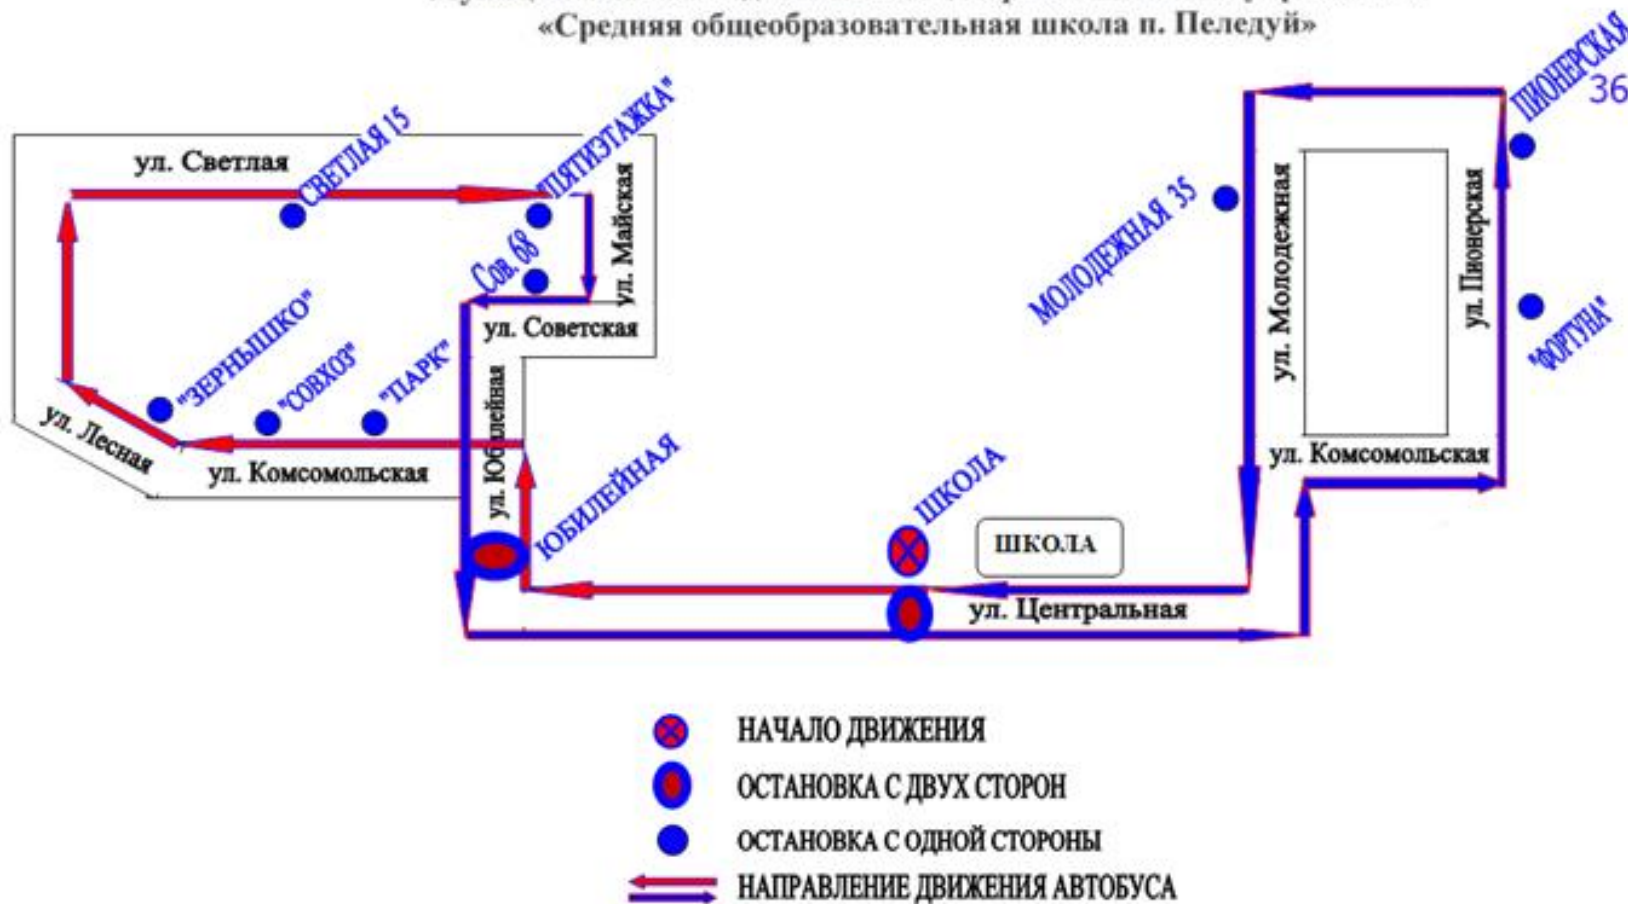 «Средняя общеобразовательная школа п. Пеледуй»
ПИОНЕРСКАЯ
36
ул. Светлая
СВЕТЛАЯ 15
"ПЯТИЭТАЖКА"
ул. Майская
Сов. 68
ул. Советская
МОЛОДЕЖНАЯ 35
ул. Молодежная
ул. Пионерская
"ФОРТУНА"
"ЗЕРНЫШКО"
"СОВХОЗ"
"ПАРК"
ул. Юбилейная
ул. Лесная
ул. Комсомольская
ул. Комсомольская
ЮБИЛЕЙНАЯ
ШКОЛА
ШКОЛА
ул. Центральная
НАЧАЛО ДВИЖЕНИЯ
ОСТАНОВКА С ДВУХ СТОРОН
ОСТАНОВКА С ОДНОЙ СТОРОНЫ
НАПРАВЛЕНИЕ ДВИЖЕНИЯ АВТОБУСА